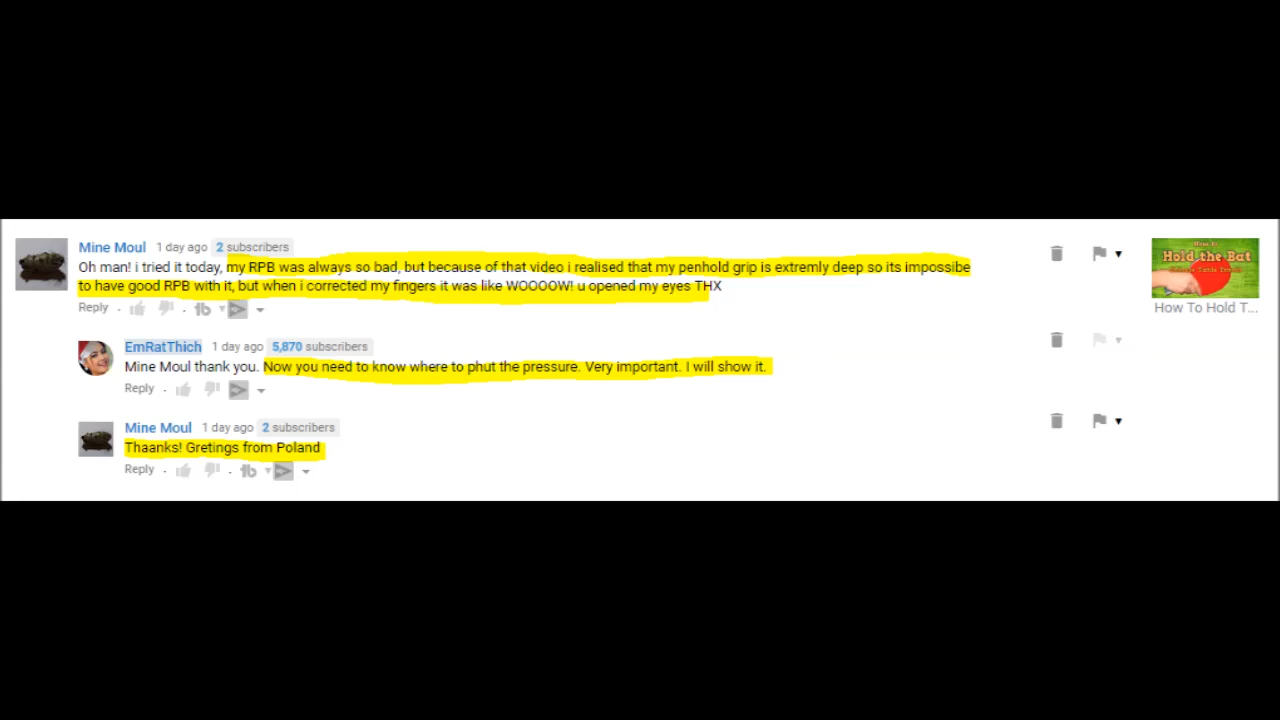 Mine Moul 1 day ago 2 subscribers
Oh man! i tried it today, my RPB was always so bad, but because of that video i realised that my penhold grip is extremly deep so its impossibe
to have good RPB with it, but when i corrected my fingers it was like WOOOOW! u opened my eyes THX
Reply
How to
Hold the Bat
How To Hold T...
EmRatThich 1 day ago 5,870 subscribers
Mine Moul thank you. Now you need to know where to phut the pressure. Very important. I will show it.
Reply
Mine Moul 1 day ago 2 subscribers
Thaanks! Gretings from Poland
Reply